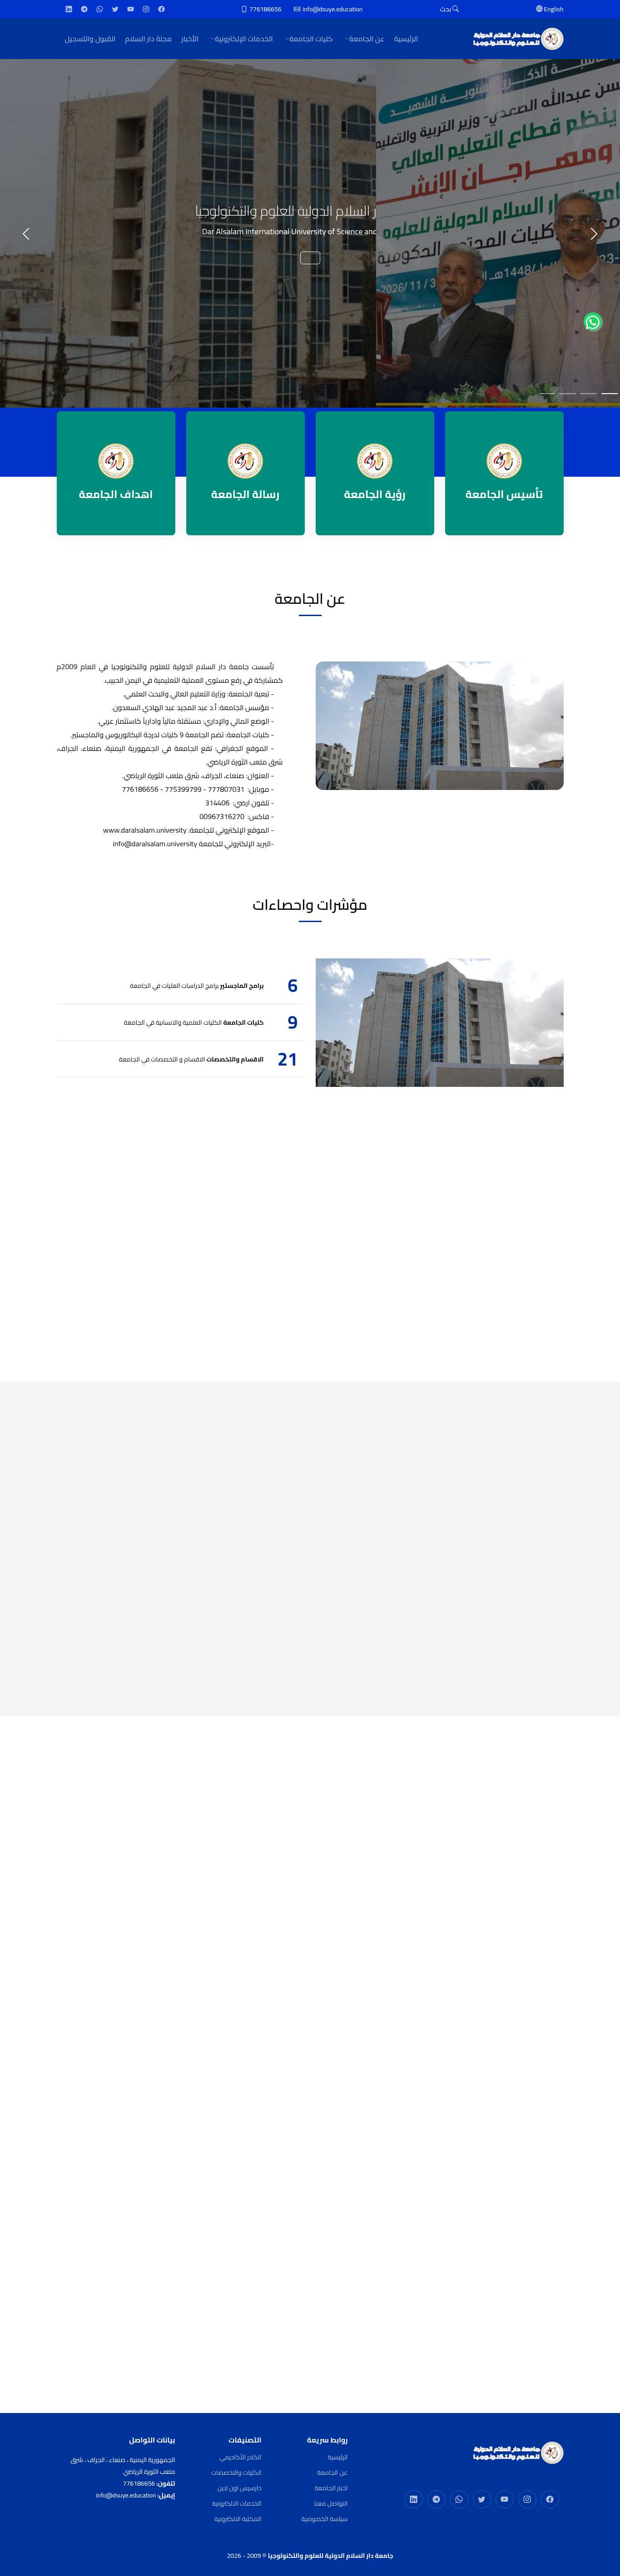 English
بحث
info@dsuye.education
776186656
جامعة دار السلام الدولية
للعلوم والتكنولوجيا
الرئيسية
عن الجامعة
كليات الجامعة
الخدمات الإلكترونية
الأخبار
مجلة دار السلام
القبول والتسجيل
السلام الدولية للعلوم والتكنولوجيا
Dar Alsalam International University of Science and
تأسيس الجامعة
رؤية الجامعة
رسالة الجامعة
اهداف الجامعة
عن الجامعة
تأسست جامعة دار السلام الدولية للعلوم والتكنولوجيا في العام 2009م
كمشاركة في رفع مستوى العملية التعليمية في اليمن الحبيب.
- تبعية الجامعة: وزارة التعليم العالي والبحث العلمي.
- مؤسس الجامعة: أ.د عبد المجيد عبد الهادي السعدون.
- الوضع المالي والإداري: مستقلة مالياً وادارياً كاستثمار عربي.
- كليات الجامعة: تضم الجامعة 9 كليات لدرجة البكالوريوس والماجستير.
- الموقع الجغرافي: تقع الجامعة في الجمهورية اليمنية، صنعاء، الجراف،
شرق ملعب الثورة الرياضي.
- العنوان: صنعاء، الجراف، شرق ملعب الثورة الرياضي.
- موبايل: 777807031 - 775399799 - 776186656
- تلفون ارضي: 314406
- فاكس: 00967316270
- الموقع الإلكتروني للجامعة: www.daralsalam.university
-البريد الإلكتروني للجامعة info@daralsalam.university
مؤشرات واحصاءات
6
برامج الماجستير برامج الدراسات العليات في الجامعة
9
كليات الجامعة الكليات العلمية والانسانية في الجامعة
21
الاقسام والتخصصات الاقسام و التخصصات في الجامعة
جامعة دار السلام الدولية
للعلوم والتكنولوجيا
روابط سريعة
الرئيسية
عن الجامعة
اخبار الجامعة
التواصل معنا
سياسة الخصوصية
التصنيفات
الكادر الأكاديمي
الكليات والتخصصات
دارسيس اون لاين
الخدمات الالكترونية
المكتبة الالكترونية
بيانات التواصل
الجمهورية اليمنية ، صنعاء ، الجراف ، شرق
ملعب الثورة الرياضي
تلفون: 776186656
إيميل: info@dsuye.education
جامعة دار السلام الدولية للعلوم واللتكنولوجيا © 2009 - 2026